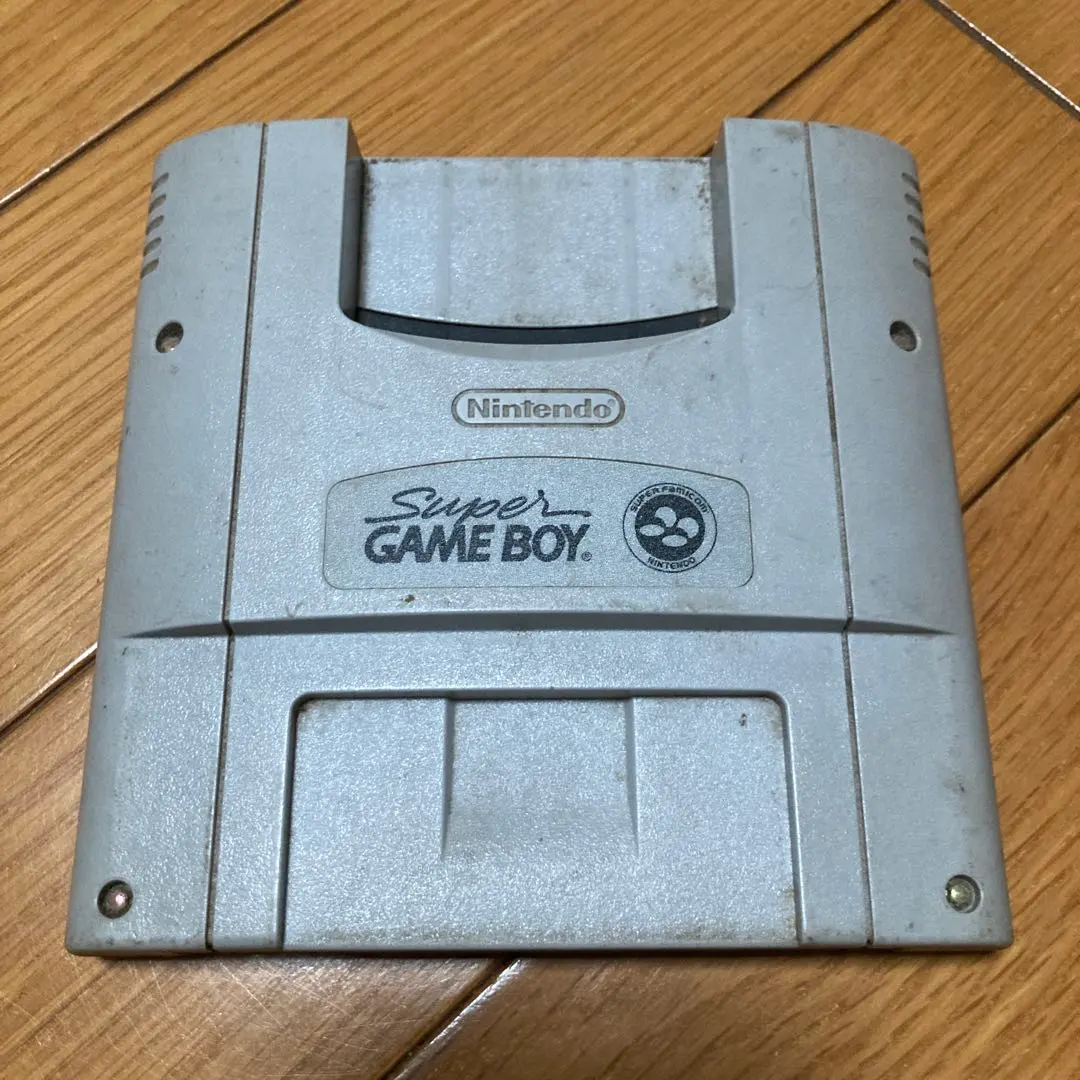 Nintendo®
Super
GAME BOY®
SUPER FAMICOM
NINTENDO